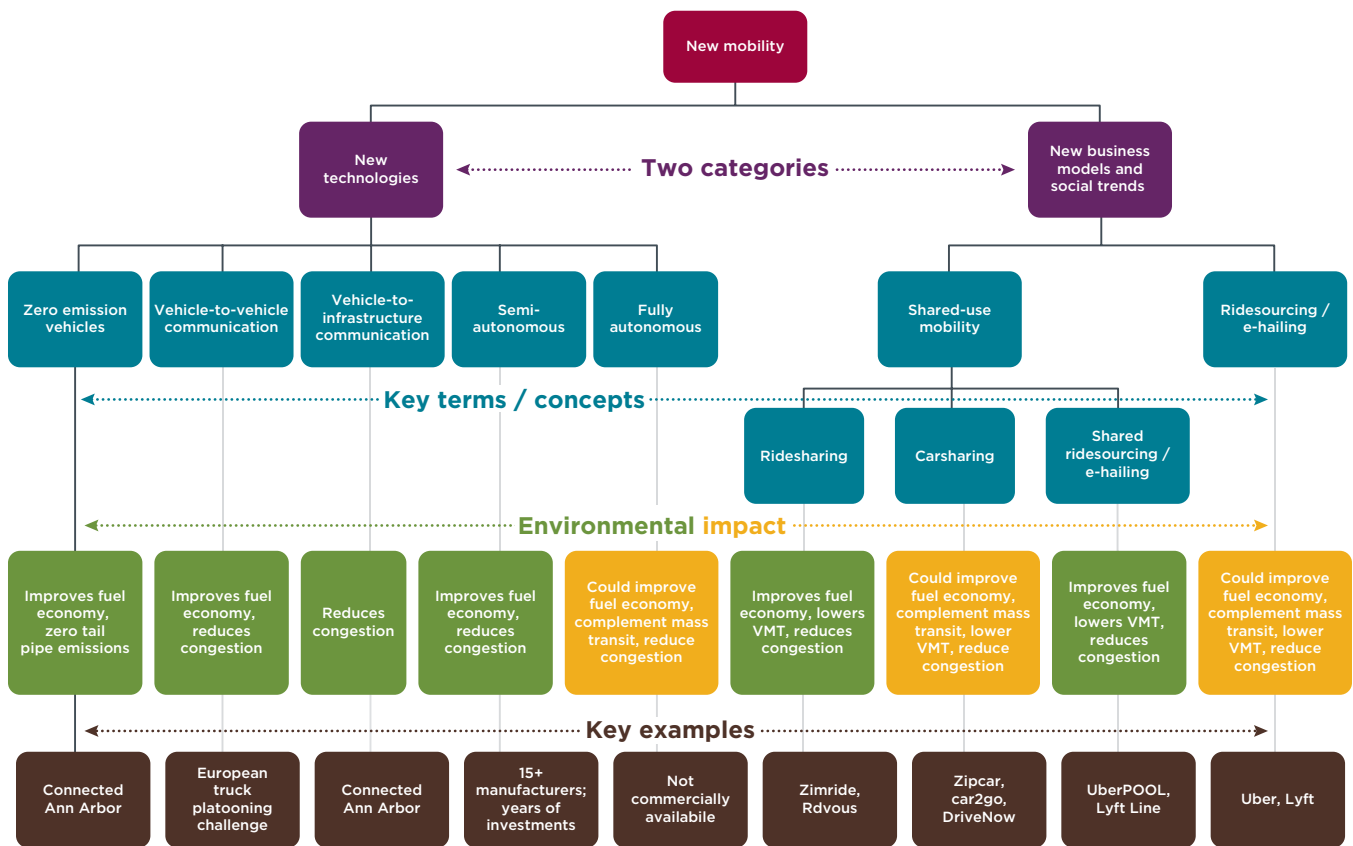 New mobility
New
technologies
Two categories
New business
models and
social trends
Zero emission
vehicles
Vehicle-to-vehicle
communication
Vehicle-to-
infrastructure
communication
Semi-
autonomous
Fully
autonomous
Shared-use
mobility
Ridesourcing /
e-hailing
Key terms / concepts
Ridesharing
Carsharing
Shared
ridesourcing /
e-hailing
Environmental impact
Improves fuel
economy,
zero tail
pipe emissions
Improves fuel
economy,
reduces
congestion
Reduces
congestion
Improves fuel
economy,
reduces
congestion
Could improve
fuel economy,
complement mass
transit, reduce
congestion
Improves fuel
economy, lowers
VMT, reduces
congestion
Could improve
fuel economy,
complement mass
transit, lower
VMT, reduce
congestion
Improves fuel
economy,
lowers VMT,
reduces
congestion
Could improve
fuel economy,
complement mass
transit, lower
VMT, reduce
congestion
Key examples
Connected
Ann Arbor
European
truck
platooning
challenge
Connected
Ann Arbor
15+
manufacturers;
years of
investments
Not
commercially
availabile
Zimride,
Rdvous
Zipcar,
car2go,
DriveNow
UberPOOL,
Lyft Line
Uber, Lyft